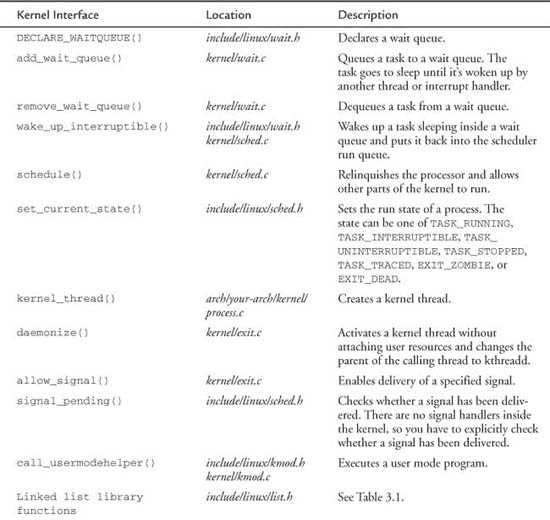 Kernel Interface Location Description
DECLARE_WAITQUEUE() include/linux/wait.h Declares a wait queue.
add_wait_queue() kernel/wait.c Queues a task to a wait queue. The
task goes to sleep until it's woken up by
another thread or interrupt handler.
remove_wait_queue() kernel/wait.c Dequeues a task from a wait queue.
wake_up_interruptible() include/linux/wait.h Wakes up a task sleeping inside a wait
kernel/sched.c queue and puts it back into the scheduler
run queue.
schedule() kernel/sched.c Relinquishes the processor and allows
other parts of the kernel to run.
set_current_state() include/linux/sched.h Sets the run state of a process. The
state can be one of TASK_RUNNING,
TASK_INTERRUPTIBLE, TASK_
UNINTERRUPTIBLE, TASK_STOPPED,
TASK_TRACED, EXIT_ZOMBIE, or
EXIT_DEAD.
kernel_thread() arch/your-arch/kernel/ Creates a kernel thread.
process.c
daemonize() kernel/exit.c Activates a kernel thread without
attaching user resources and changes the
parent of the calling thread to kthreadd.
allow_signal() kernel/exit.c Enables delivery of a specified signal.
signal_pending() include/linux/sched.h Checks whether a signal has been deliv-
ered. There are no signal handlers inside
the kernel, so you have to explicitly check
whether a signal has been delivered.
call_usermodehelper() include/linux/kmod.h Executes a user mode program.
kernel/kmod.c
Linked list library include/linux/list.h See Table 3.1.
functions